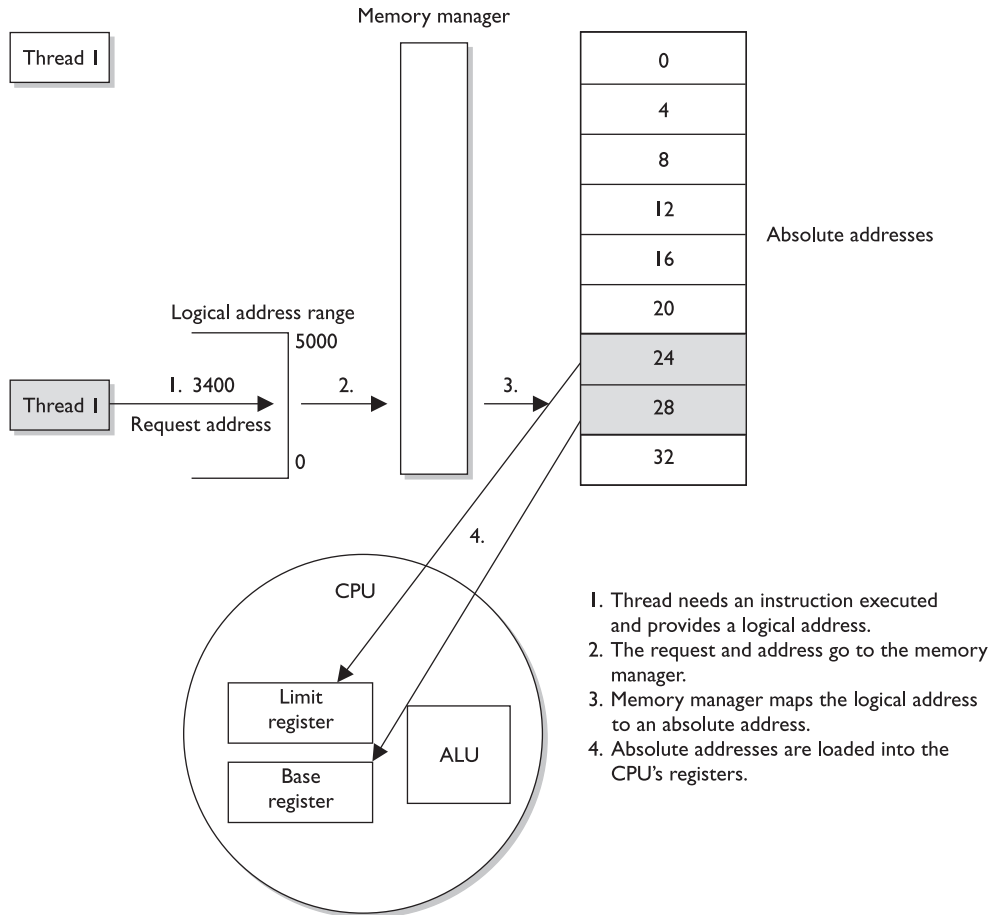 Memory manager
Thread 1
0
4
8
12
16
20
24
28
32
Absolute addresses
Logical address range
5000
Thread 1
1. 3400
Request address
0
2.
3.
4.
CPU
Limit
register
Base
register
ALU
1. Thread needs an instruction executed
and provides a logical address.
2. The request and address go to the memory
manager.
3. Memory manager maps the logical address
to an absolute address.
4. Absolute addresses are loaded into the
CPU's registers.